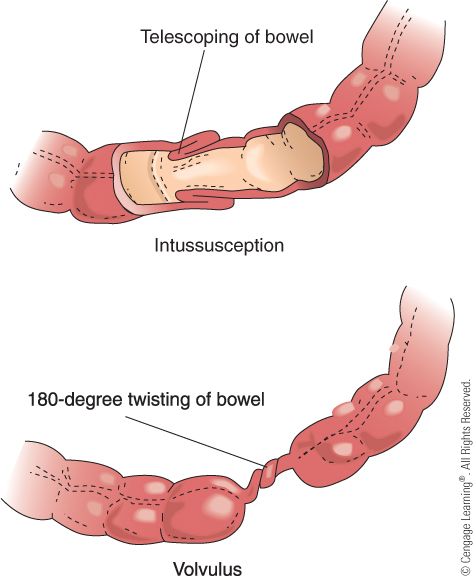 Telescoping of bowel
Intussusception
180-degree twisting of bowel
Volvulus
© Cengage Learning®. All Rights Reserved.